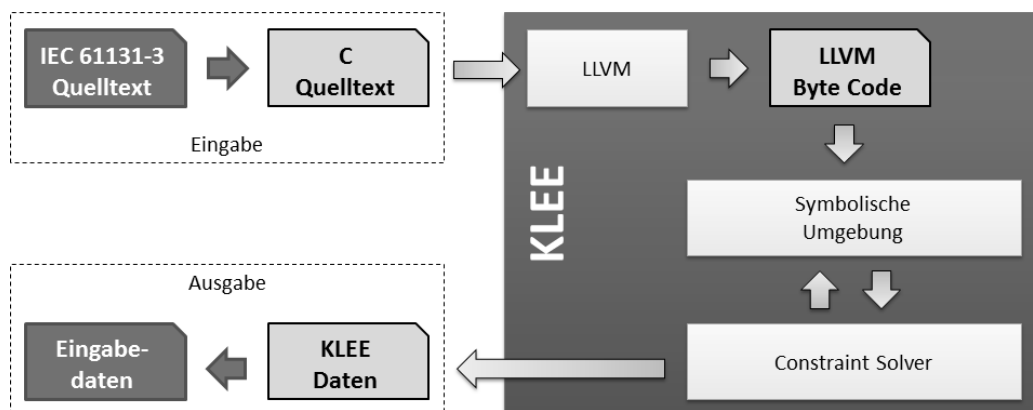 IEC 61131-3
Quelltext
C
Quelltext
Eingabe
LLVM
LLVM
Byte Code
KLEE
Symbolische
Umgebung
Constraint Solver
Ausgabe
Eingabe-
daten
KLEE
Daten